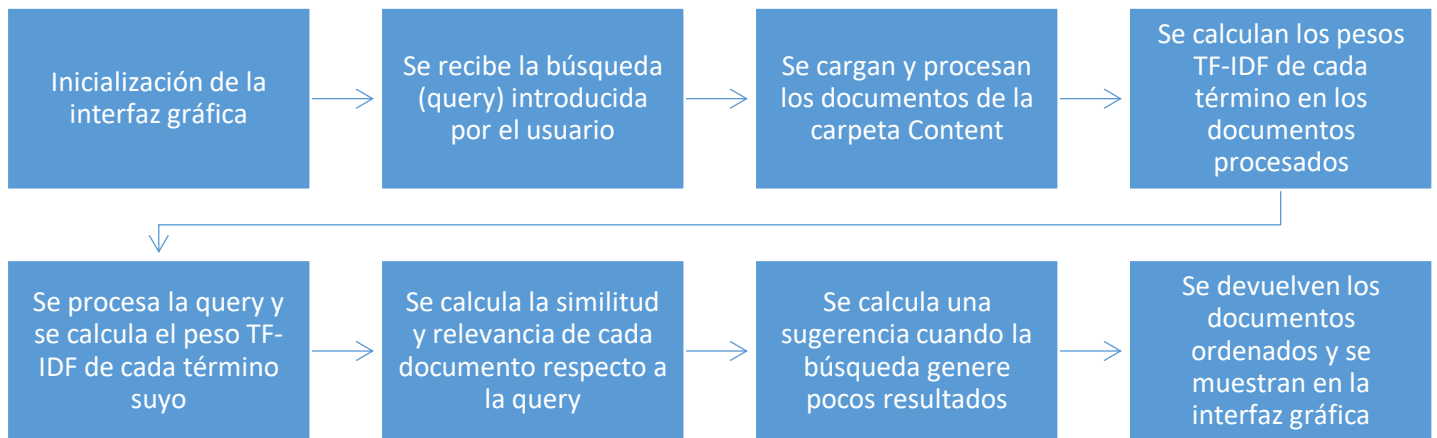 Inicialización de la
interfaz gráfica
Se recibe la búsqueda
(query) introducida
por el usuario
Se cargan y procesan
los documentos de la
carpeta Content
Se calculan los pesos
TF-IDF de cada
término en los
documentos
procesados
Se procesa la query y
se calcula el peso TF-
IDF de cada término
suyo
Se calcula la similitud
y relevancia de cada
documento respecto a
la query
Se calcula una
sugerencia cuando la
búsqueda genere
pocos resultados
Se devuelven los
documentos
ordenados y se
muestran en la
interfaz gráfica